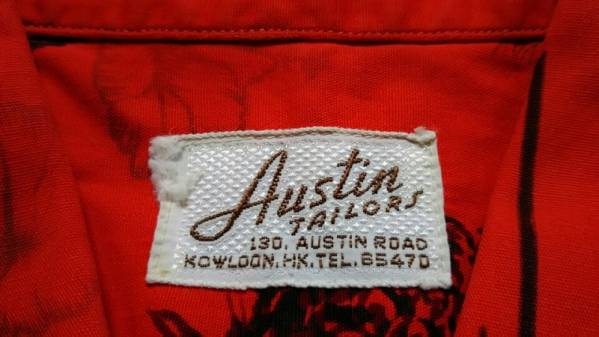 Austin
TAILORS
130, AUSTIN ROAD
KOWLOON. HK. TEL. 65470